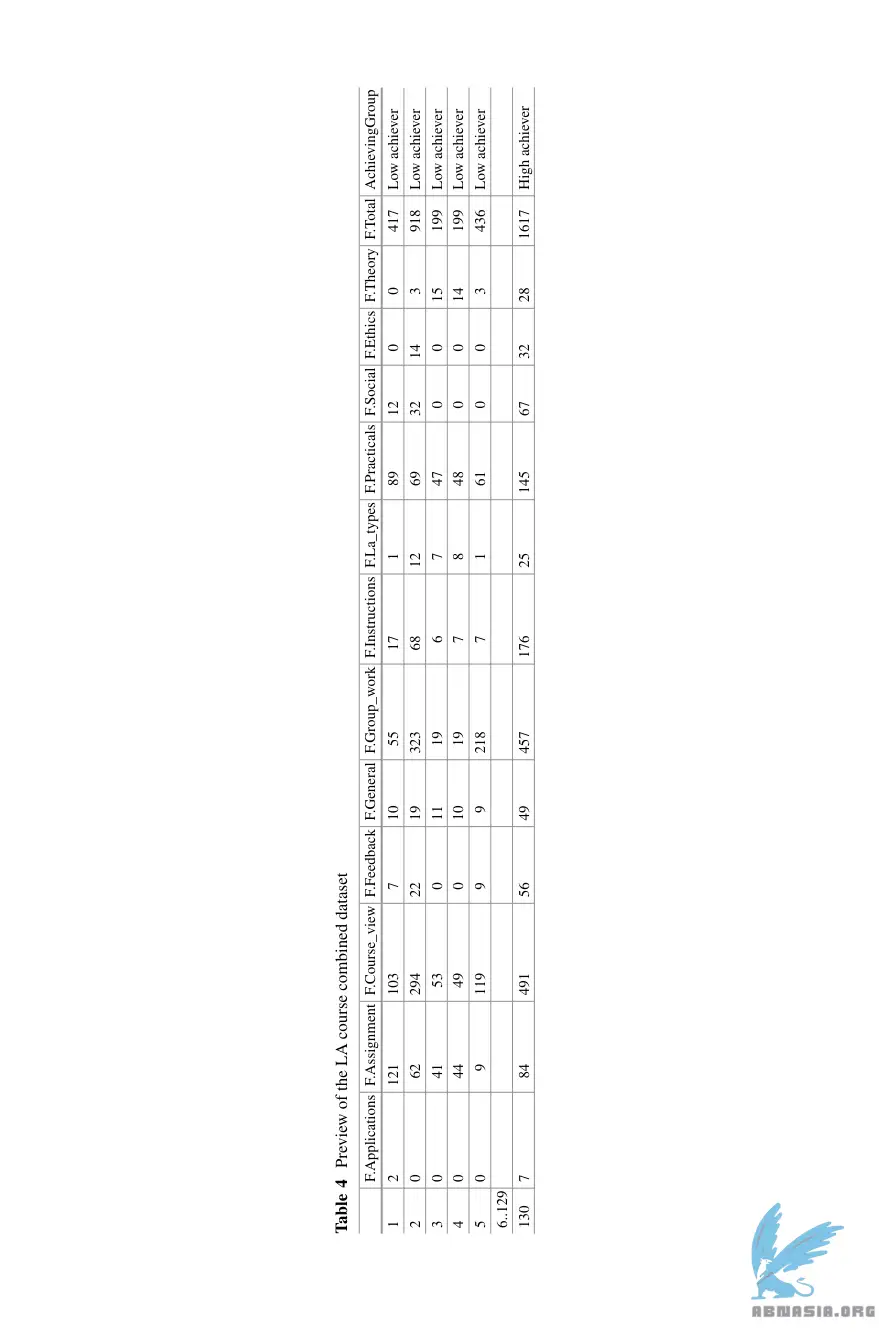 Table 4 Preview of the LA course combined dataset
F.Applications F.Assignment F.Course_view F.Feedback F.General F.Group_work F.Instructions F.La_types F.Practicals F.Social F.Ethics F.Theory F.Total AchievingGroup
1 2 121 103 7 10 55 17 1 89 12 0 0 417 Low achiever
2 0 62 294 22 19 323 68 12 69 32 14 3 918 Low achiever
3 0 41 53 0 11 19 6 7 47 0 0 15 199 Low achiever
4 0 44 49 0 10 19 7 8 48 0 0 14 199 Low achiever
5 0 9 119 9 9 218 7 1 61 0 0 3 436 Low achiever
6..129
130 7 84 491 56 49 457 176 25 145 67 32 28 1617 High achiever
ABMASIA.ORG